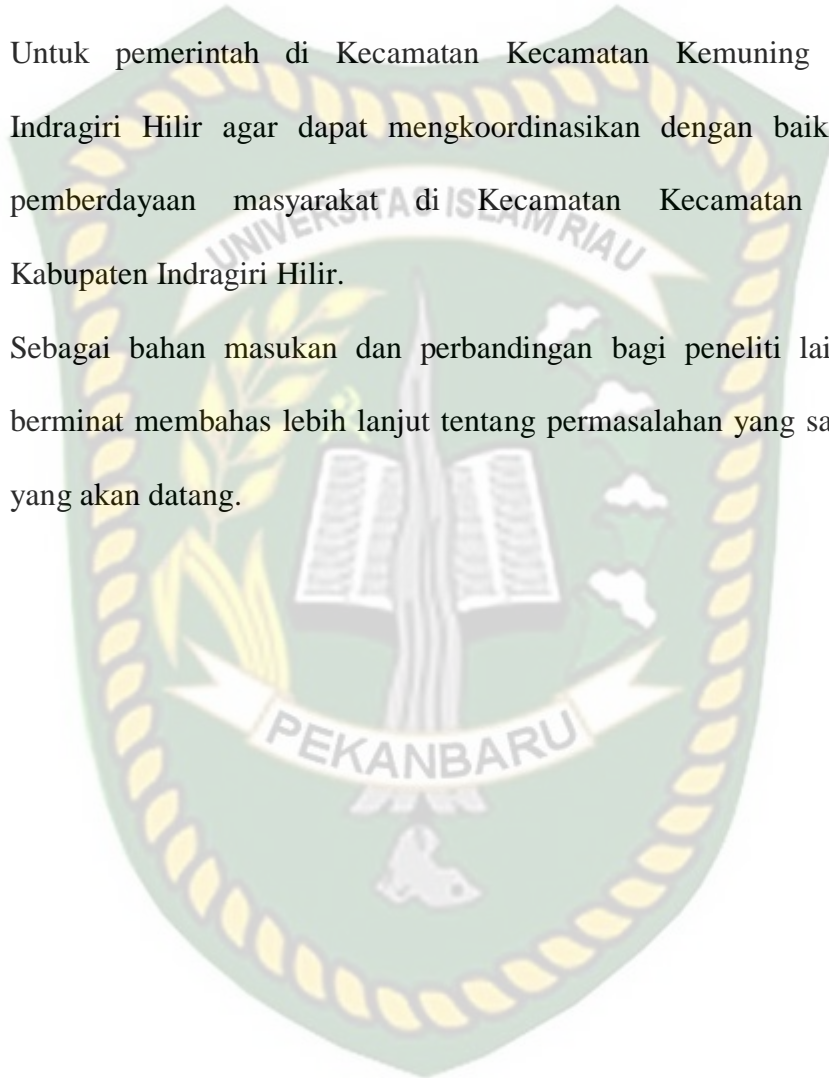 Untuk pemerintah di Kecamatan Kecamatan Kemuning
Indragiri Hilir agar dapat mengkoordinasikan dengan baik
pemberdayaan masyarakat di Kecamatan Kecamatan
Kabupaten Indragiri Hilir.
Sebagai bahan masukan dan perbandingan bagi peneliti lai
berminat membahas lebih lanjut tentang permasalahan yang sa
yang akan datang.
UNIVERSITAS ISLAM RIAU
PEKANBARU